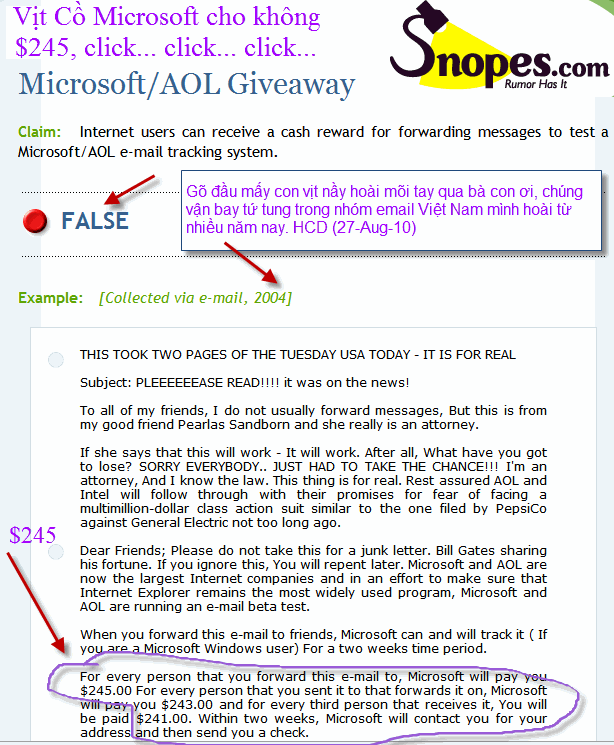 Vịt Cồ Microsoft cho không
$245, click... click... click...
Snopes.com
Rumor Has It
Microsoft/AOL Giveaway
Claim: Internet users can receive a cash reward for forwarding messages to test a
Microsoft/AOL e-mail tracking system.
FALSE
Gõ đầu mấy con vịt nầy hoài mõi tay qua bà con ơi, chúng
vận bay tứ tung trong nhóm email Việt Nam mình hoài từ
nhiều năm nay. HCD (27-Aug-10)
Example: [Collected via e-mail, 2004]
THIS TOOK TWO PAGES OF THE TUESDAY USA TODAY - IT IS FOR REAL
Subject: PLEEEEEEASE READ!!!! it was on the news!
To all of my friends, I do not usually forward messages, But this is from
my good friend Pearlas Sandborn and she really is an attorney.
If she says that this will work - It will work. After all, What have you got
to lose? SORRY EVERYBODY.. JUST HAD TO TAKE THE CHANCE!!! I'm an
attorney, And I know the law. This thing is for real. Rest assured AOL and
Intel will follow through with their promises for fear of facing a
multimillion-dollar class action suit similar to the one filed by PepsiCo
against General Electric not too long ago.
$245
Dear Friends; Please do not take this for a junk letter. Bill Gates sharing
his fortune. If you ignore this, You will repent later. Microsoft and AOL are
now the largest Internet companies and in an effort to make sure that
Internet Explorer remains the most widely used program, Microsoft and
AOL are running an e-mail beta test.
When you forward this e-mail to friends, Microsoft can and will track it ( If
you are a Microsoft Windows user) For a two weeks time period.
For every person that you forward this e-mail to, Microsoft will pay you
$245.00 For every person that you sent it to that forwards it on, Microsoft
will pay you $243.00 and for every third person that receives it, You will
be paid $241.00. Within two weeks, Microsoft will contact you for your
address and then send you a check.